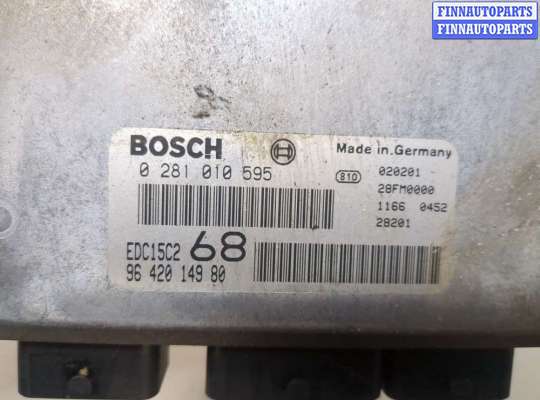 FINNAUTOPARTS
FINNAUTOPARTS
BOSCH
Made in Germany
0 281 010 595
810
020201
28FM0000
1166 0452
28201
EDC15C2 68
96 420 149 80